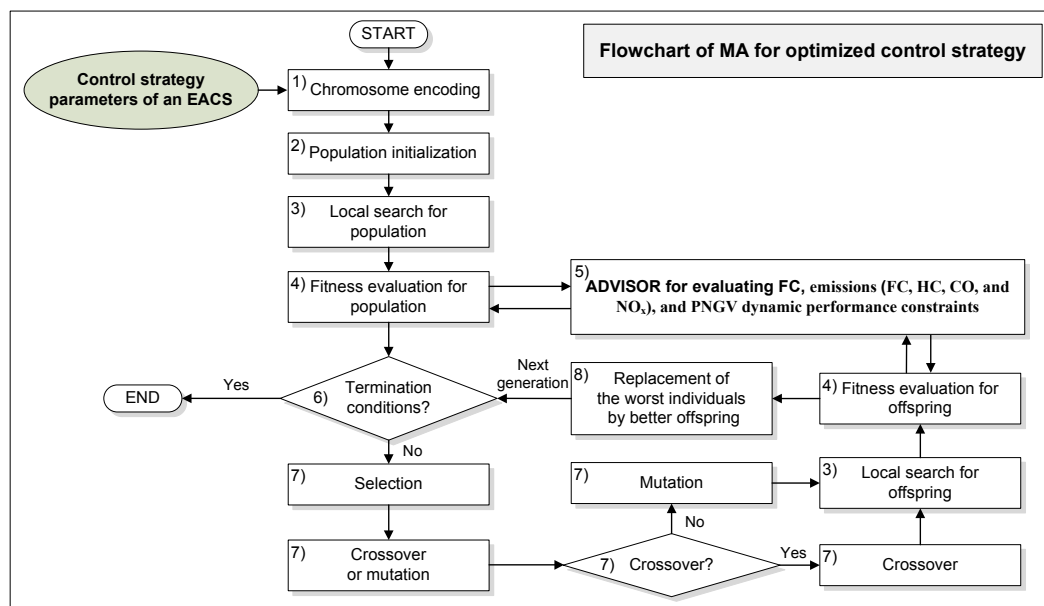 START
Flowchart of MA for optimized control strategy
Control strategy
parameters of an EACS
1) Chromosome encoding
2) Population initialization
3) Local search for
population
4) Fitness evaluation for
population
5) ADVISOR for evaluating FC, emissions (FC, HC, CO, and
NOx), and PNGV dynamic performance constraints
6) Termination
conditions?
Yes
END
Next
generation
8) Replacement of
the worst individuals
by better offspring
4) Fitness evaluation for
offspring
No
7) Selection
7) Mutation
3) Local search for
offspring
No
7) Crossover
or mutation
7) Crossover?
Yes
7) Crossover